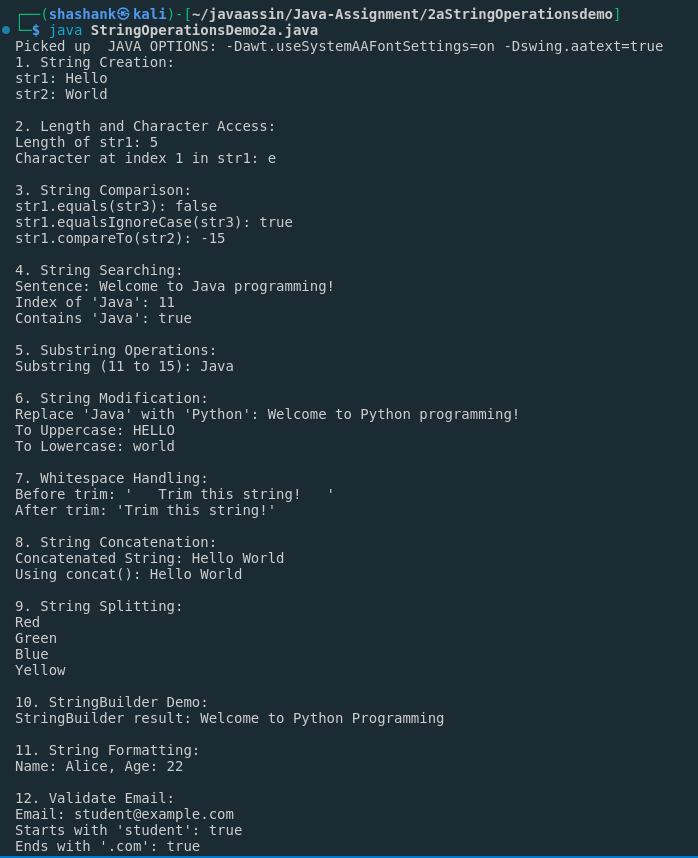 ┌──(shashank㉿kali)-[~/javaassin/Java-Assignment/2aStringOperationsdemo]
└─$ java StringOperationsDemo2a.java
Picked up _JAVA_OPTIONS: -Dawt.useSystemAAFontSettings=on -Dswing.aatext=true
1. String Creation:
str1: Hello
str2: World

2. Length and Character Access:
Length of str1: 5
Character at index 1 in str1: e

3. String Comparison:
str1.equals(str3): false
str1.equalsIgnoreCase(str3): true
str1.compareTo(str2): -15

4. String Searching:
Sentence: Welcome to Java programming!
Index of 'Java': 11
Contains 'Java': true

5. Substring Operations:
Substring (11 to 15): Java

6. String Modification:
Replace 'Java' with 'Python': Welcome to Python programming!
To Uppercase: HELLO
To Lowercase: world

7. Whitespace Handling:
Before trim: '   Trim this string!   '
After trim: 'Trim this string!'

8. String Concatenation:
Concatenated String: Hello World
Using concat(): Hello World

9. String Splitting:
Red
Green
Blue
Yellow

10. StringBuilder Demo:
StringBuilder result: Welcome to Python Programming

11. String Formatting:
Name: Alice, Age: 22

12. Validate Email:
Email: student@example.com
Starts with 'student': true
Ends with '.com': true